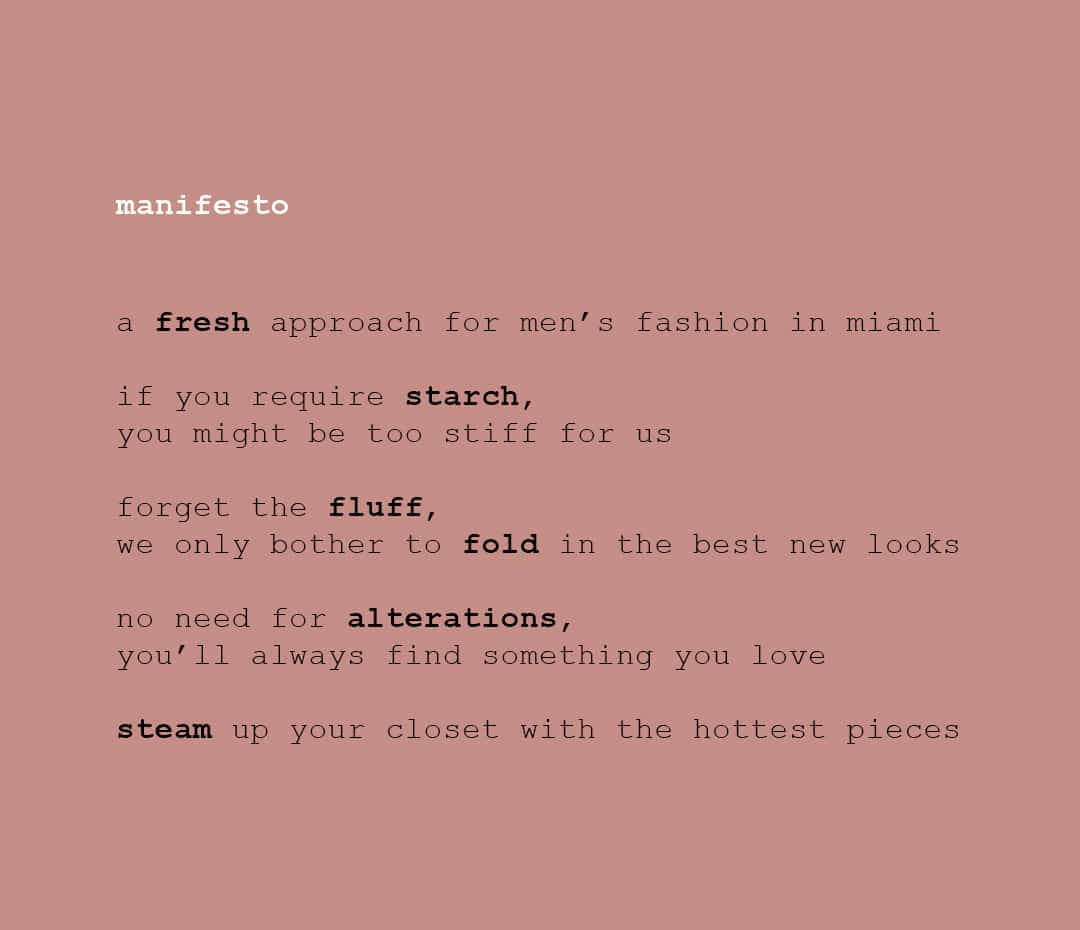 manifesto
a fresh approach for men’s fashion in miami
if you require starch,
you might be too stiff for us
forget the fluff,
we only bother to fold in the best new looks
no need for alterations,
you’ll always find something you love
steam up your closet with the hottest pieces